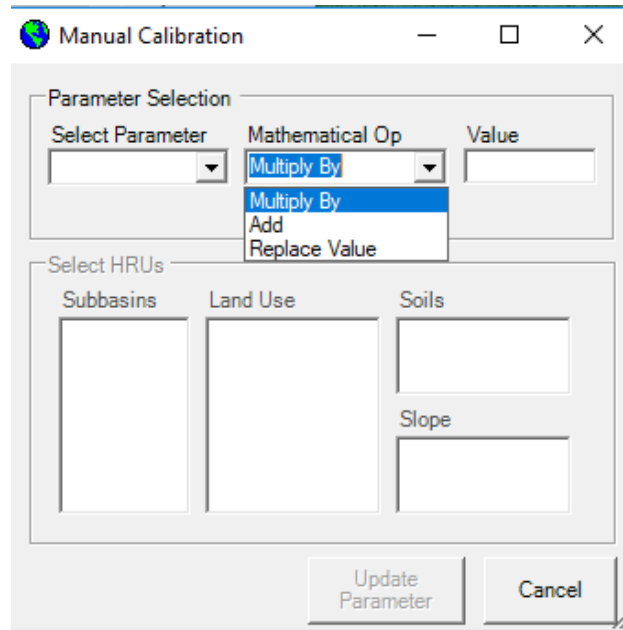 Manual Calibration
Parameter Selection
Select Parameter Mathematical Op Value
Multiply By
Multiply By
Add
Replace Value
Select HRUs
Subbasins Land Use Soils
Slope
Update
Parameter
Cancel